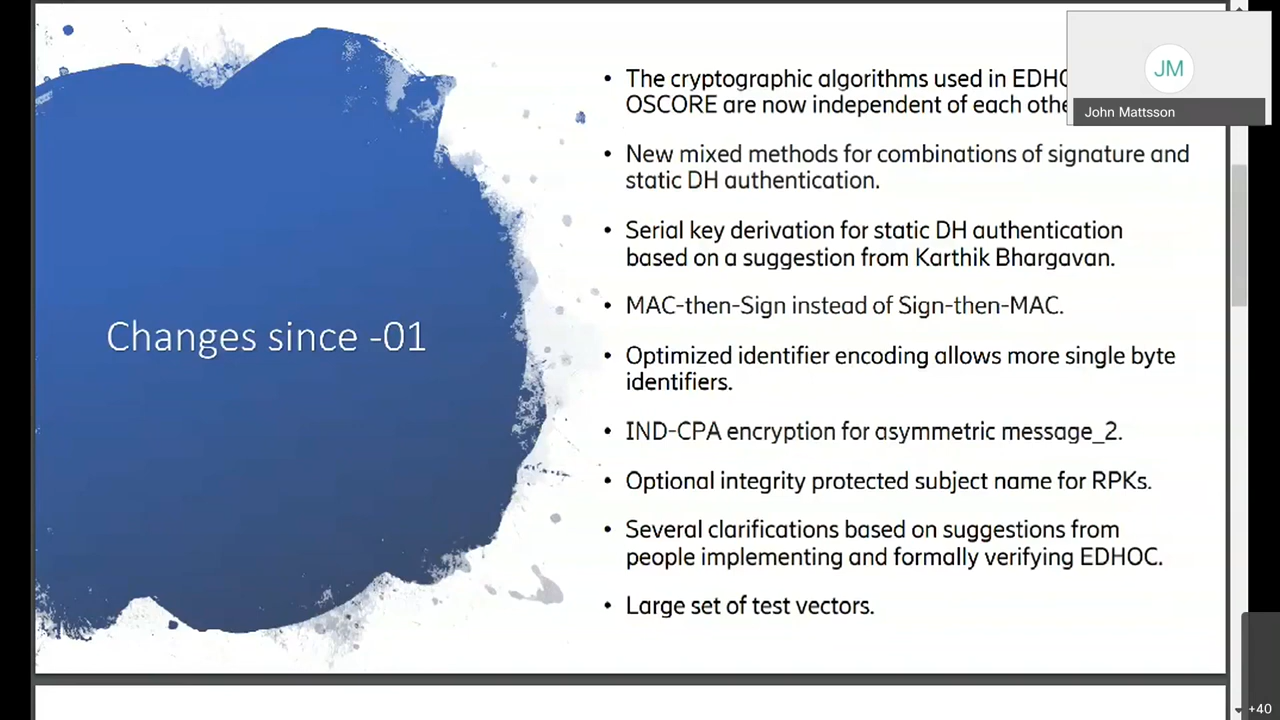 Changes since -01
• The cryptographic algorithms used in
OSCORE are now independent of each
• New mixed methods for combinations of signature and
static DH authentication.
• Serial key derivation for static DH authentication
based on a suggestion from Karthik Bhargavan.
• MAC-then-Sign instead of Sign-then-MAC.
• Optimized identifier encoding allows more single byte
identifiers.
• IND-CPA encryption for asymmetric message_2.
• Optional integrity protected subject name for RPKs.
• Several clarifications based on suggestions from
people implementing and formally verifying EDHOC.
• Large set of test vectors.
JM
John Mattsson
+40